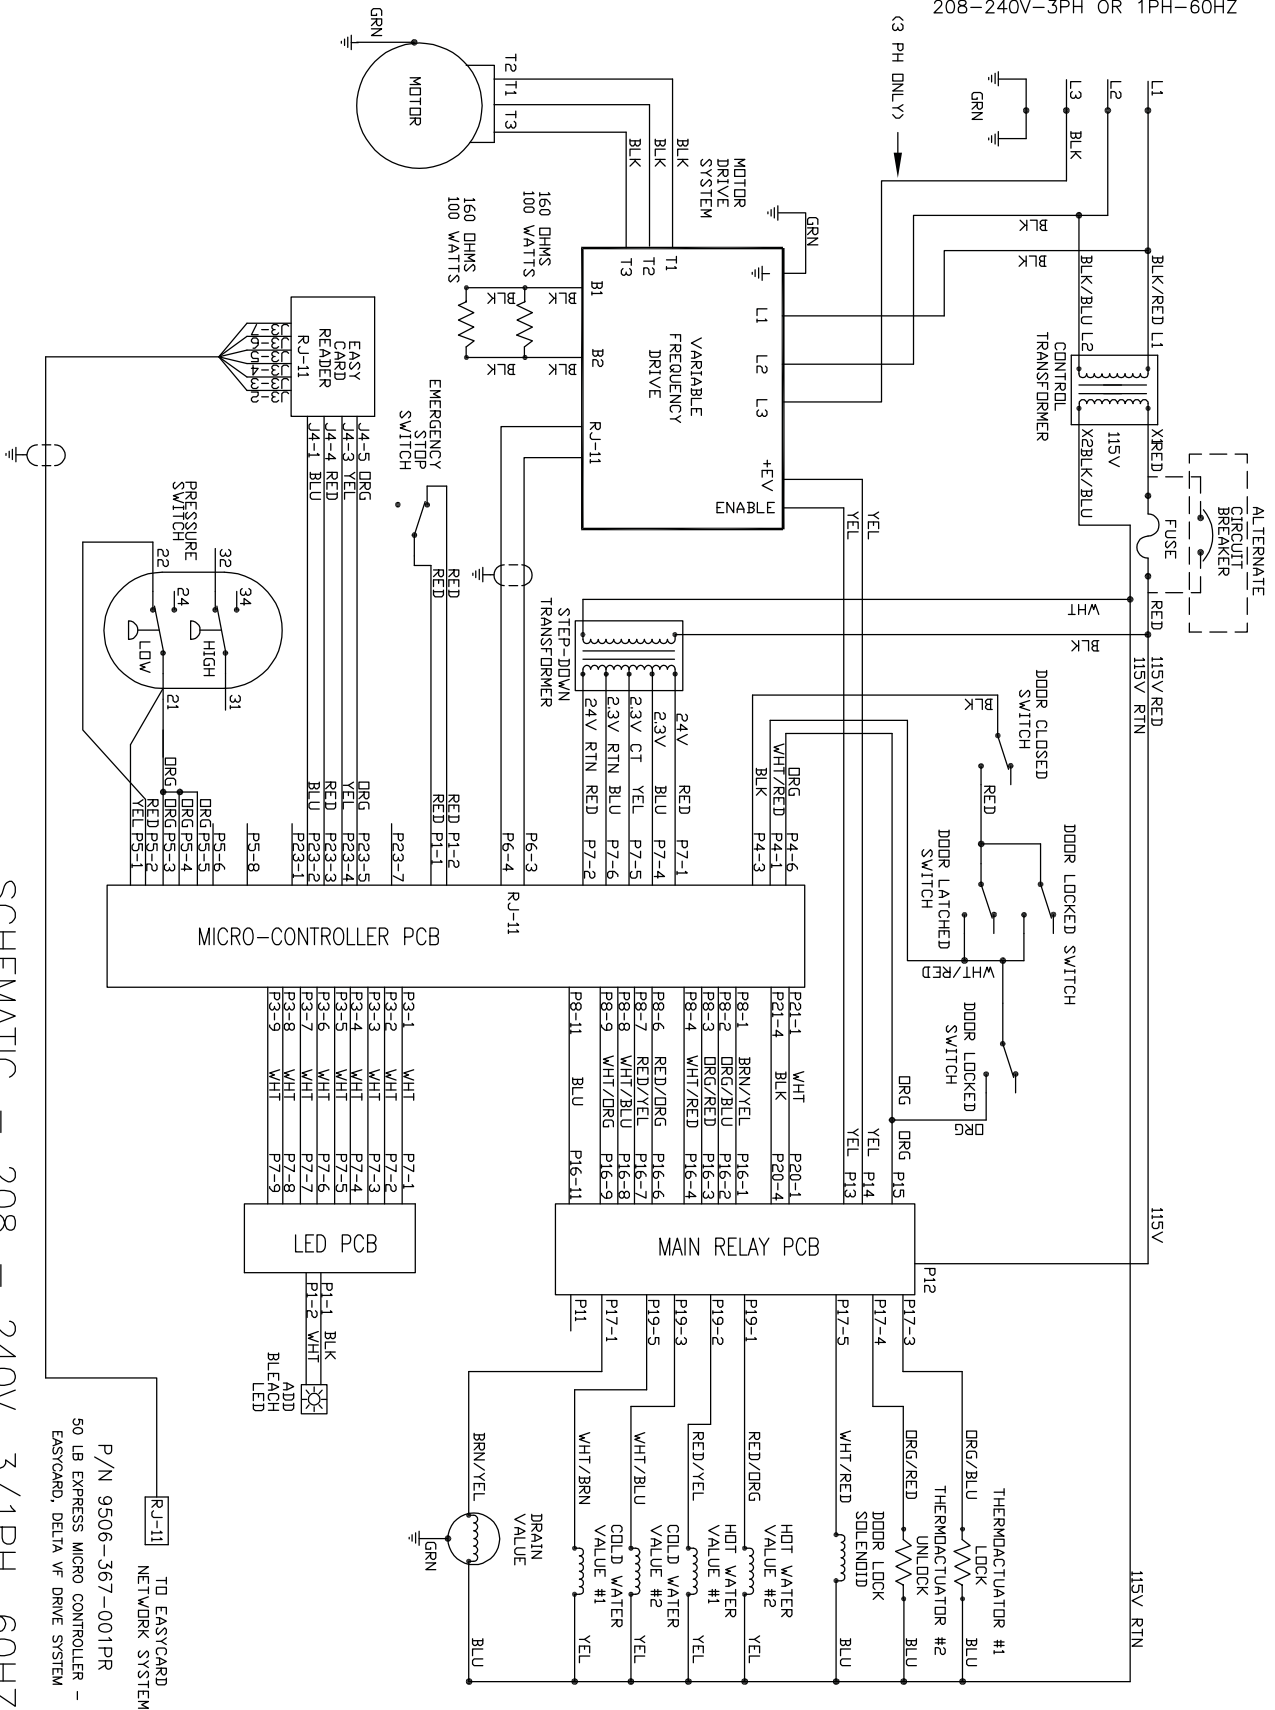 208-240V-3PH OR 1PH-60HZ
L1
L2
L3
GRN
BLK
(3 PH ONLY)
BLK
BLK
BLK/RED L1
BLK/BLU L2
CONTROL
TRANSFORMER
X1
RED
115V
X2
BLK/BLU
ALTERNATE
CIRCUIT
BREAKER
FUSE
RED
WHT
BLK
115V RED
115V RTN
115V
115V RTN
GRN
MOTOR
T2
T1
T3
BLK
BLK
BLK
MOTOR
DRIVE
SYSTEM
GRN
T1
T2
T3
L1
L2
L3
VARIABLE
FREQUENCY
DRIVE
B1
B2
RJ-11
+EV
ENABLE
160 OHMS
100 WATTS
160 OHMS
100 WATTS
BLK
BLK
BLK
BLK
YEL
YEL
STEP-DOWN
TRANSFORMER
24V RED P7-1
2.3V BLU P7-4
2.3V CT YEL P7-5
2.3V RTN BLU P7-6
24V RTN RED P7-2
EMERGENCY
STOP
SWITCH
RED
RED
RED P1-2
RED P1-1
EASY
CARD
READER
RJ-11
J3-7
J3-6
J3-5
J3-4
J3-3
J3-2
J4-5 ORG
J4-3 YEL
J4-4 RED
J4-1 BLU
PRESSURE
SWITCH
22
32
24
34
LOW
HIGH
21
31
DOOR CLOSED
SWITCH
BLK
RED
DOOR LOCKED SWITCH
DOOR LATCHED
SWITCH
WHT/RED
DOOR LOCKED
SWITCH
ORG
ORG P4-6
WHT/RED P4-1
BLK P4-3
P6-3
P6-4
P23-7
ORG P23-5
YEL P23-4
RED P23-3
BLU P23-2
P23-1
P5-8
P5-6
ORG P5-5
ORG P5-4
ORG
ORG P5-3
RED P5-2
YEL P5-1
RJ-11
MICRO-CONTROLLER PCB
P21-1 WHT P20-1
P21-4 BLK P20-4
P8-1 BRN/YEL P16-1
P8-2 ORG/BLU P16-2
P8-3 ORG/RED P16-3
P8-4 WHT/RED P16-4
P8-6 RED/ORG P16-6
P8-7 RED/YEL P16-7
P8-8 WHT/BLU P16-8
P8-9 WHT/ORG P16-9
P8-11 BLU P16-11
P3-1 WHT P7-1
P3-2 WHT P7-2
P3-3 WHT P7-3
P3-4 WHT P7-4
P3-5 WHT P7-5
P3-6 WHT P7-6
P3-7 WHT P7-7
P3-8 WHT P7-8
P3-9 WHT P7-9
ORG
ORG P15
YEL P14
YEL P13
P12
MAIN RELAY PCB
LED PCB
P1-1 BLK
P1-2 WHT
ADD
BLEACH
LED
P17-3
P17-4
P17-5
P19-1
P19-2
P19-3
P19-5
P17-1
P11
ORG/BLU
THERMOACTUATOR #1
LOCK
BLU
ORG/RED
THERMOACTUATOR #2
UNLOCK
BLU
WHT/RED
DOOR LOCK
SOLENOID
BLU
RED/ORG
HOT WATER
VALUE #2
YEL
RED/YEL
HOT WATER
VALUE #1
YEL
WHT/BLU
COLD WATER
VALUE #2
YEL
WHT/BRN
COLD WATER
VALUE #1
YEL
BRN/YEL
DRAIN
VALUE
GRN
BLU
RJ-11
TO EASYCARD
NETWORK SYSTEM
P/N 9506-367-001PR
50 LB EXPRESS MICRO CONTROLLER -
EASYCARD, DELTA VF DRIVE SYSTEM
SCHEMATIC - 208 - 240V 3/1PH 60HZ